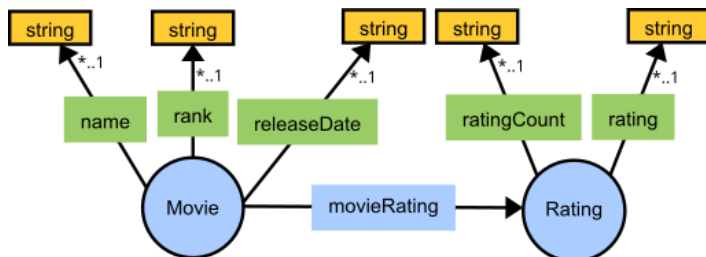 string
string
string
string
string
*..1
*..1
*..1
*..1
*..1
name
rank
releaseDate
ratingCount
rating
Movie
movieRating
Rating